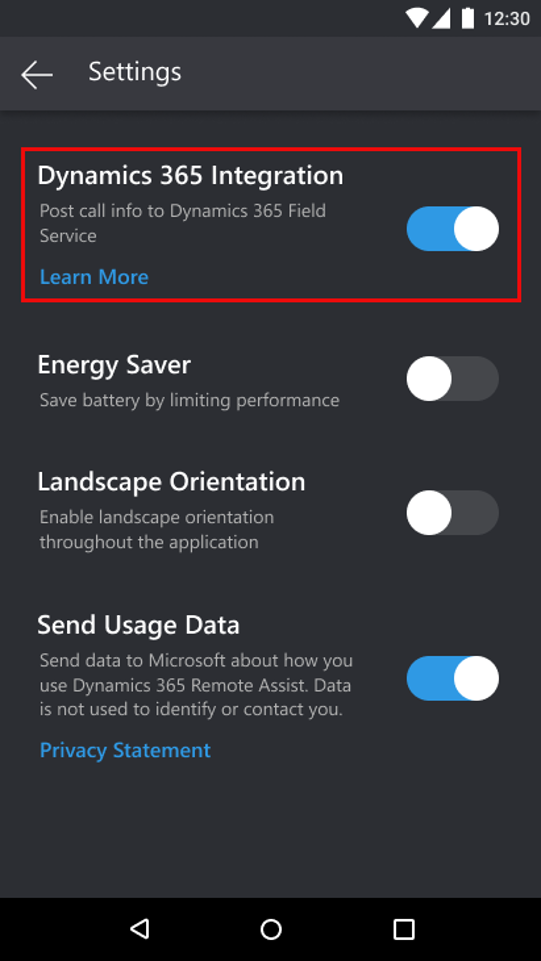 12:30
Settings
Dynamics 365 Integration
Post call info to Dynamics 365 Field
Service
Learn More
Energy Saver
Save battery by limiting performance
Landscape Orientation
Enable landscape orientation
throughout the application
Send Usage Data
Send data to Microsoft about how you
use Dynamics 365 Remote Assist. Data
is not used to identify or contact you.
Privacy Statement